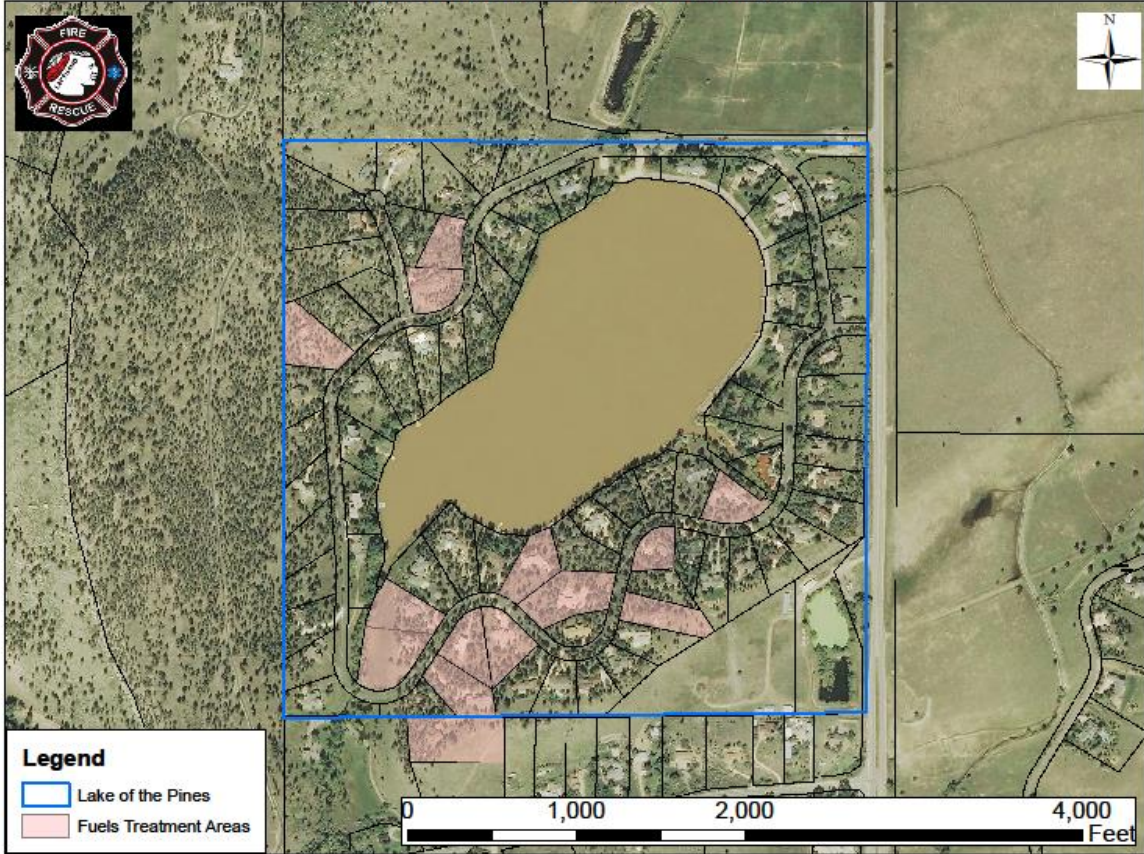 FIRE
RESCUE
N
Legend
Lake of the Pines
Fuels Treatment Areas
0 1,000 2,000 4,000
Feet